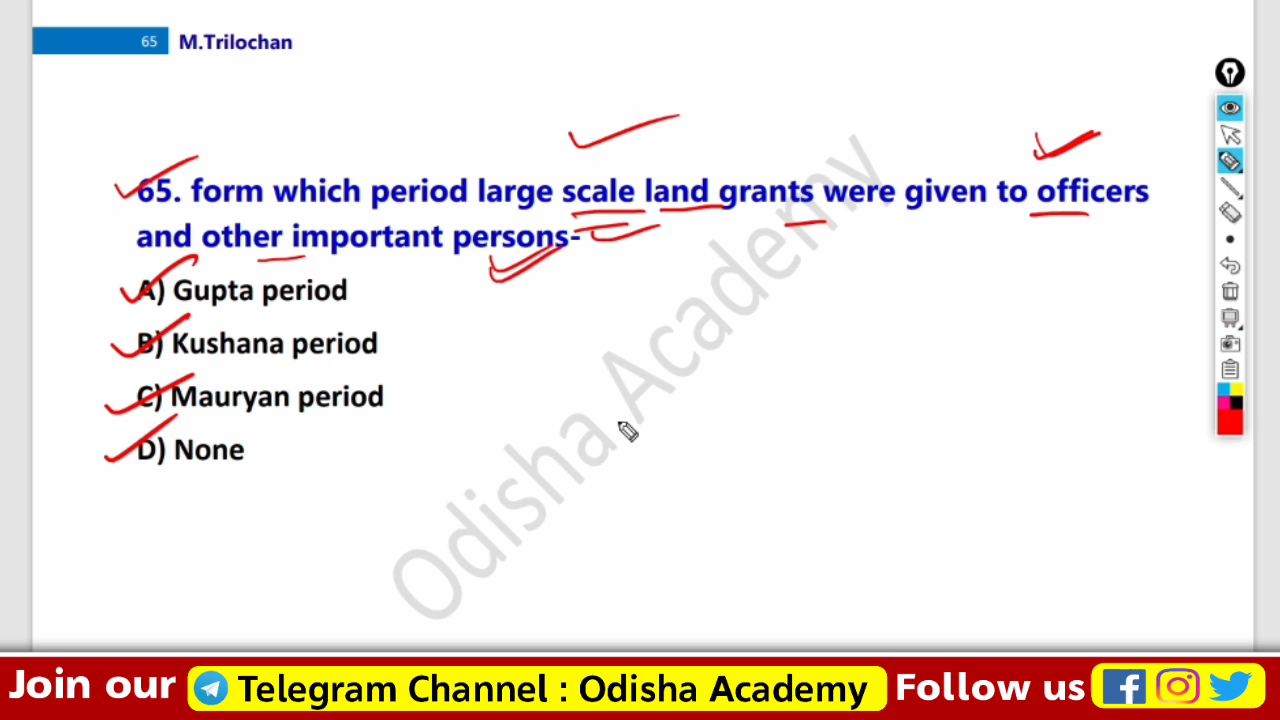 65 M.Trilochan
65. form which period large scale land grants were given to officers
and other important persons-
A) Gupta period
B) Kushana period
C) Mauryan period
D) None
Odisha Academy
Join our Telegram Channel : Odisha Academy Follow us